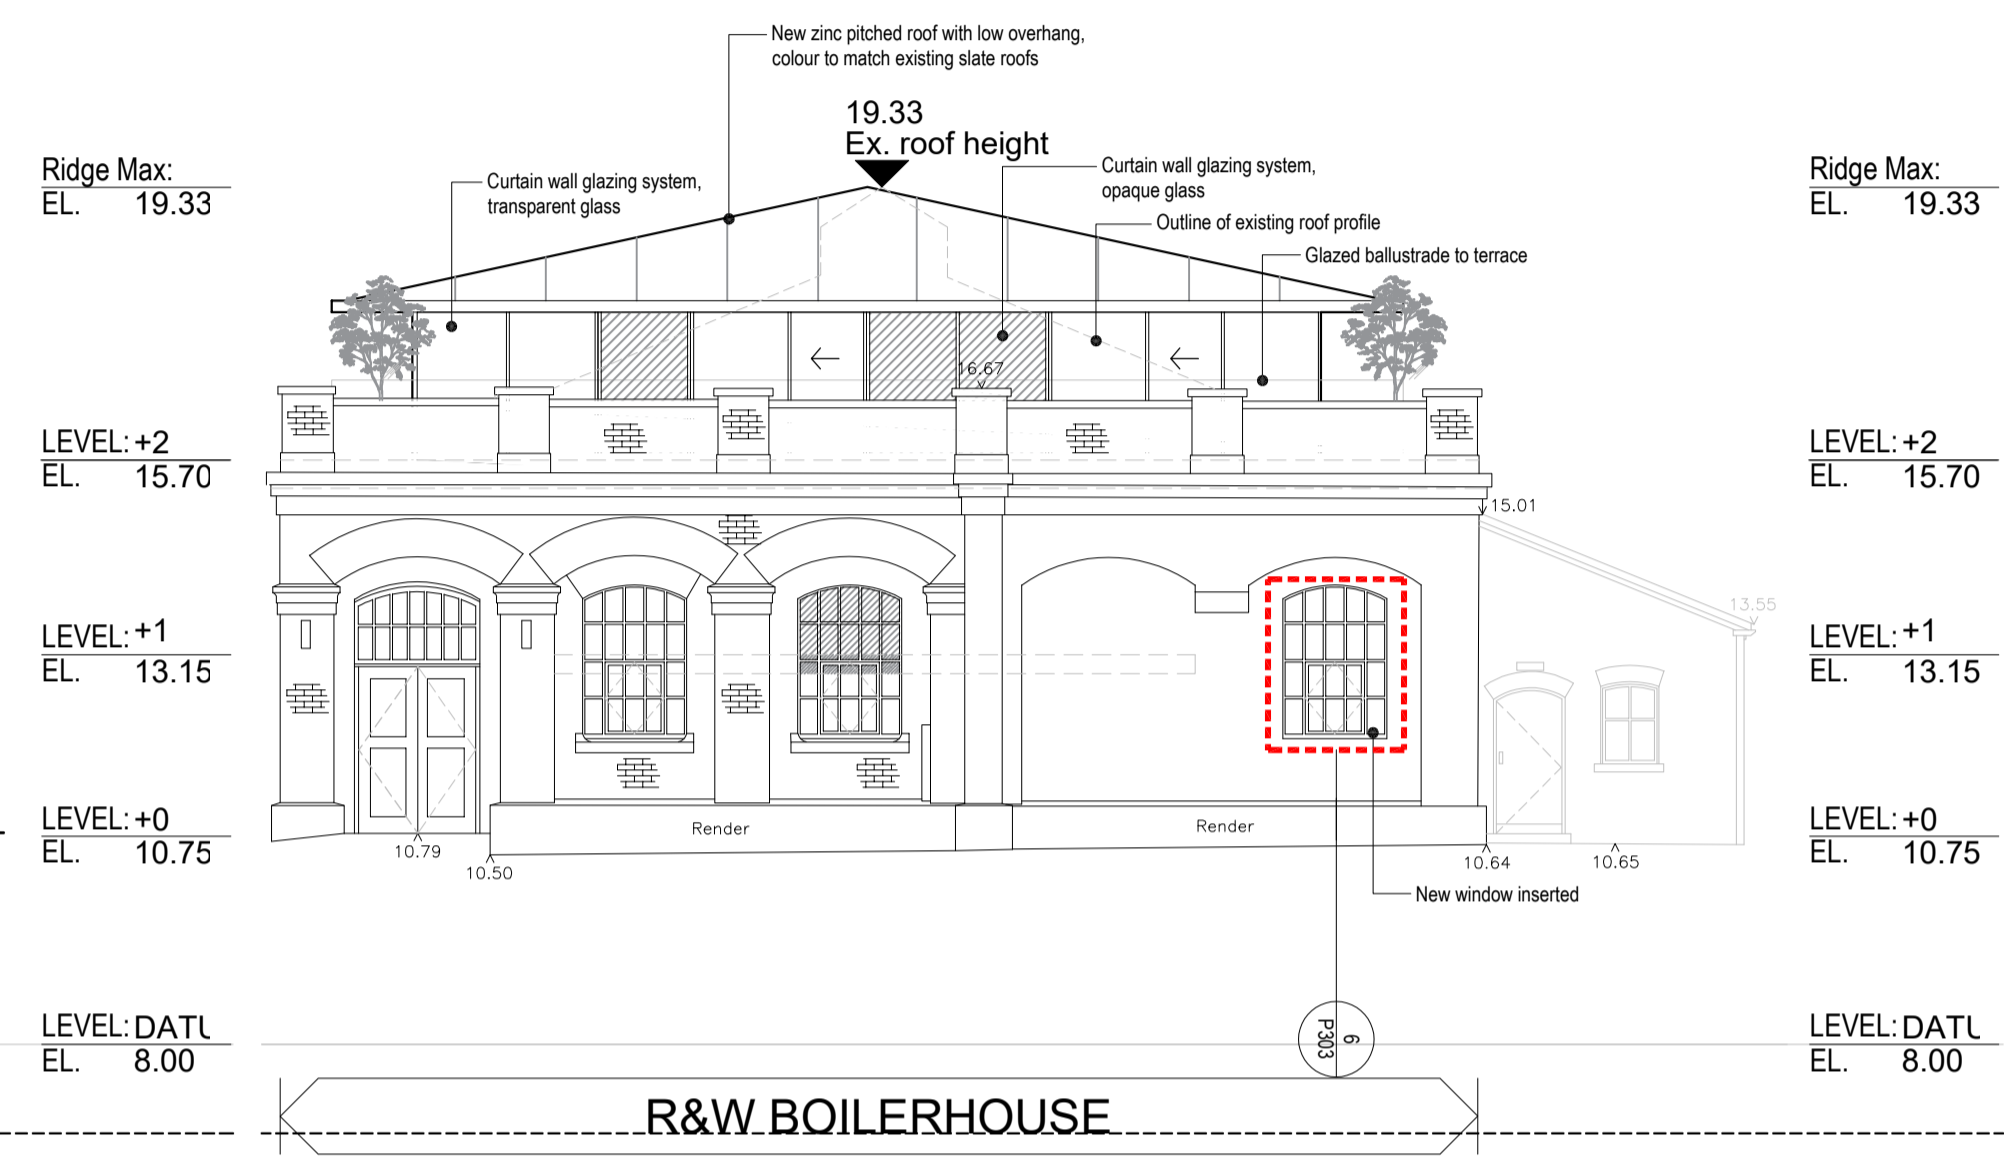 New zinc pitched roof with low overhang,
colour to match existing slate roofs
19.33
Ex. roof height
Ridge Max:
EL. 19.33
Curtain wall glazing system,
transparent glass
Curtain wall glazing system,
opaque glass
Outline of existing roof profile
Glazed ballustrade to terrace
Ridge Max:
EL. 19.33
16.67
LEVEL: +2
EL. 15.70
LEVEL: +2
EL. 15.70
15.01
13.55
LEVEL: +1
EL. 13.15
LEVEL: +1
EL. 13.15
LEVEL: +0
EL. 10.75
Render
Render
LEVEL: +0
EL. 10.75
10.79
10.50
10.64
10.65
New window inserted
LEVEL: DATU
EL. 8.00
6
P303
LEVEL: DATU
EL. 8.00
R&W BOILERHOUSE